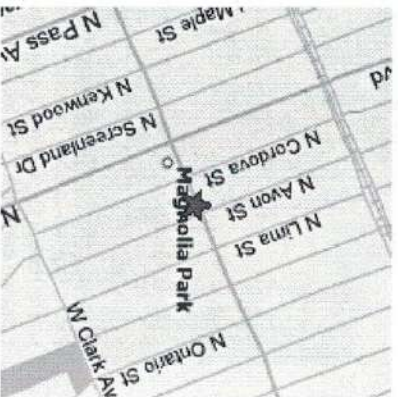 N Pass Av
N Maple St
N Kenwood St
N Screenland Dr
vd
N Cordova St
N Avon St
N Lima St
Magnolia Park
N
W Clark Av
N Ontario St